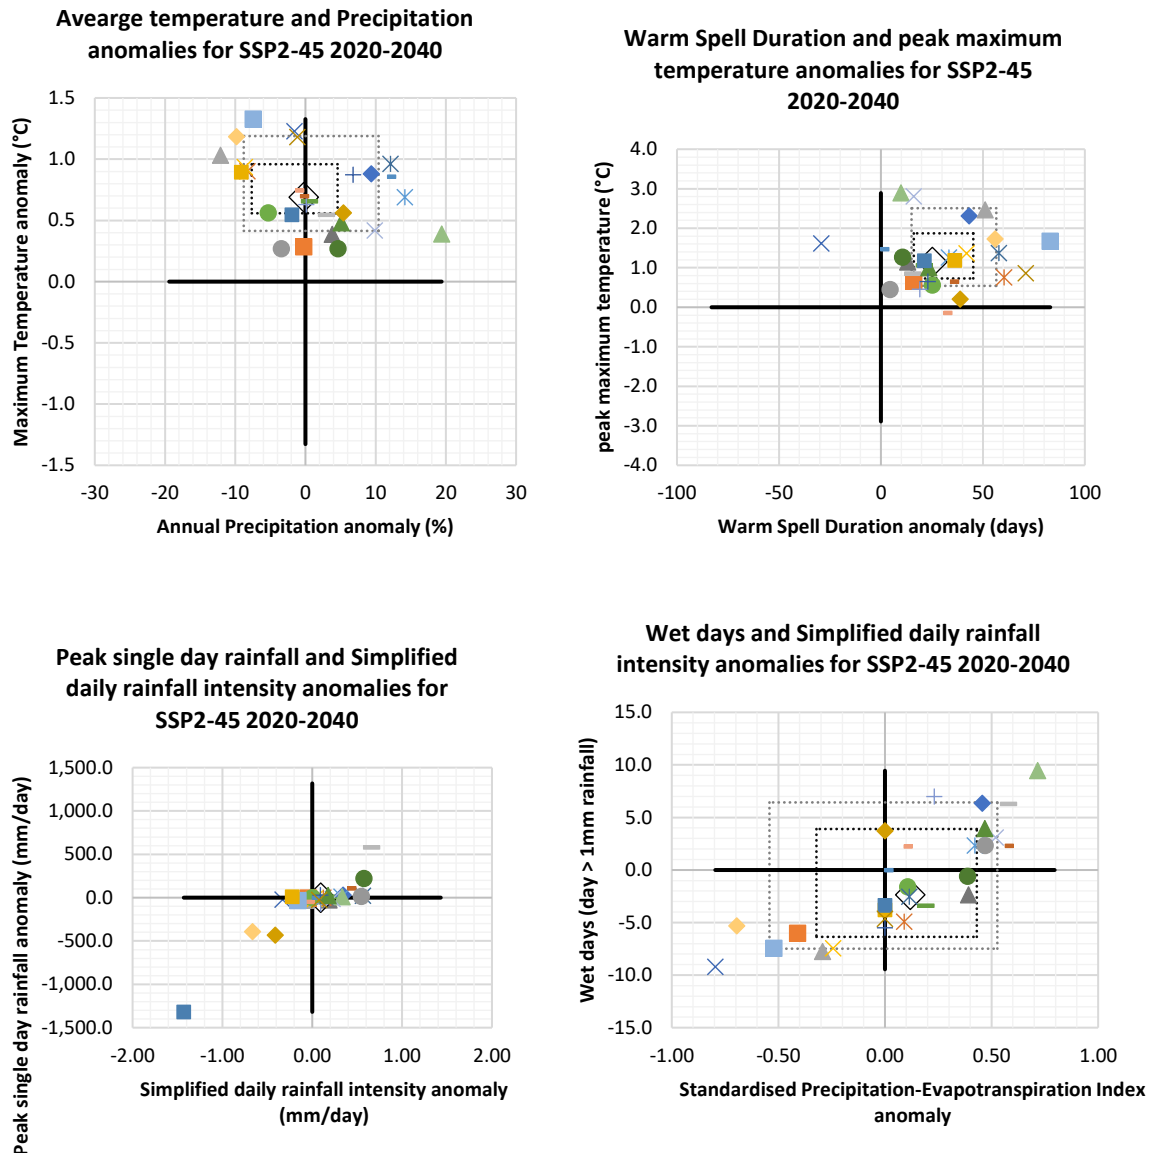 Avearge temperature and Precipitation
anomalies for SSP2-45 2020-2040
Maximum Temperature anomaly (°C)
1.5
1.0
0.5
0.0
-0.5
-1.0
-1.5
-30 -20 -10 0 10 20 30
Annual Precipitation anomaly (%)
Warm Spell Duration and peak maximum
temperature anomalies for SSP2-45
2020-2040
peak maximum temperature (°C)
4.0
3.0
2.0
1.0
0.0
-1.0
-2.0
-3.0
-4.0
-100 -50 0 50 100
Warm Spell Duration anomaly (days)
Peak single day rainfall and Simplified
daily rainfall intensity anomalies for
SSP2-45 2020-2040
Peak single day rainfall anomaly (mm/day)
1,500.0
1,000.0
500.0
0.0
-500.0
-1,000.0
-1,500.0
-2.00 -1.00 0.00 1.00 2.00
Simplified daily rainfall intensity anomaly
(mm/day)
Wet days and Simplified daily rainfall
intensity anomalies for SSP2-45 2020-2040
Wet days (day > 1mm rainfall)
15.0
10.0
5.0
0.0
-5.0
-10.0
-15.0
-1.00 -0.50 0.00 0.50 1.00
Standardised Precipitation-Evapotranspiration Index
anomaly